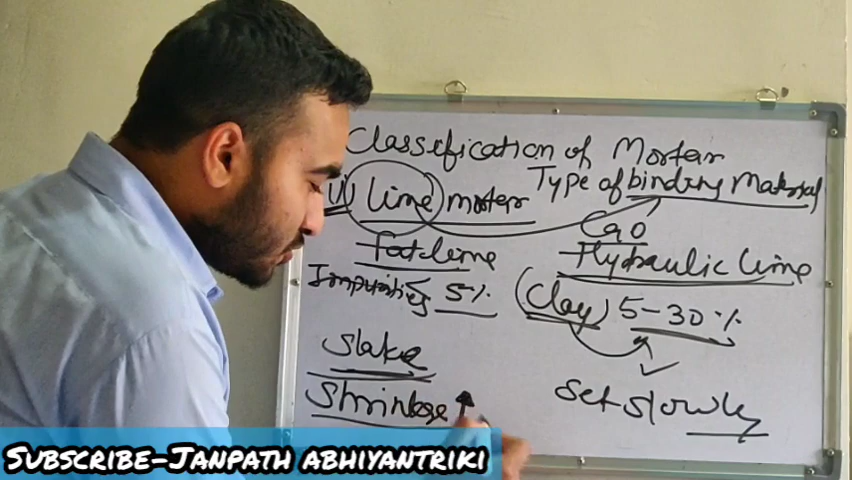 Classification of Mortar
Type of binding Material
(1) Lime mortar
CaO
Fat lime
Hydraulic lime
Impurities < 5%
(Clay) 5-30%
Slake
Shrinkage
Set slowly
SUBSCRIBE-JANPATH ABHIYANTRIKI